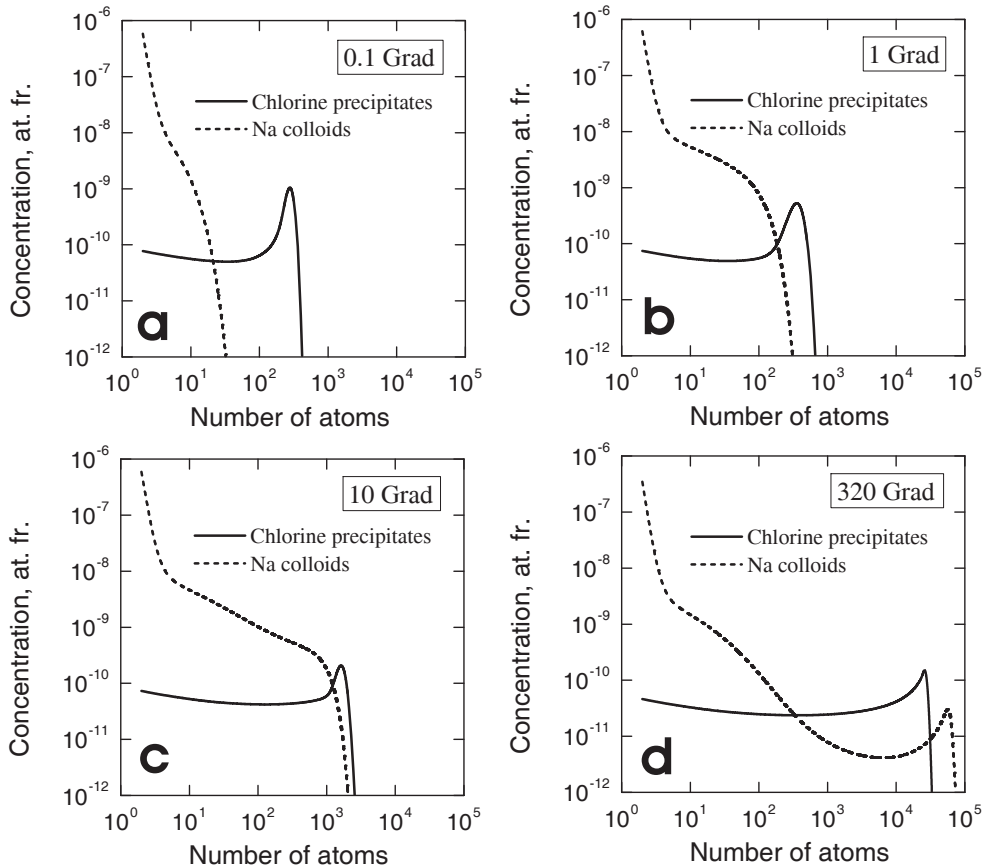 10⁻⁶
10⁻⁷
10⁻⁸
10⁻⁹
10⁻¹⁰
10⁻¹¹
10⁻¹²
Concentration, at. fr.
0.1 Grad
Chlorine precipitates
Na colloids
a
10⁰ 10¹ 10² 10³ 10⁴ 10⁵
Number of atoms
10⁻⁶
10⁻⁷
10⁻⁸
10⁻⁹
10⁻¹⁰
10⁻¹¹
10⁻¹²
Concentration, at. fr.
1 Grad
Chlorine precipitates
Na colloids
b
10⁰ 10¹ 10² 10³ 10⁴ 10⁵
Number of atoms
10⁻⁶
10⁻⁷
10⁻⁸
10⁻⁹
10⁻¹⁰
10⁻¹¹
10⁻¹²
Concentration, at. fr.
10 Grad
Chlorine precipitates
Na colloids
c
10⁰ 10¹ 10² 10³ 10⁴ 10⁵
Number of atoms
10⁻⁶
10⁻⁷
10⁻⁸
10⁻⁹
10⁻¹⁰
10⁻¹¹
10⁻¹²
Concentration, at. fr.
320 Grad
Chlorine precipitates
Na colloids
d
10⁰ 10¹ 10² 10³ 10⁴ 10⁵
Number of atoms